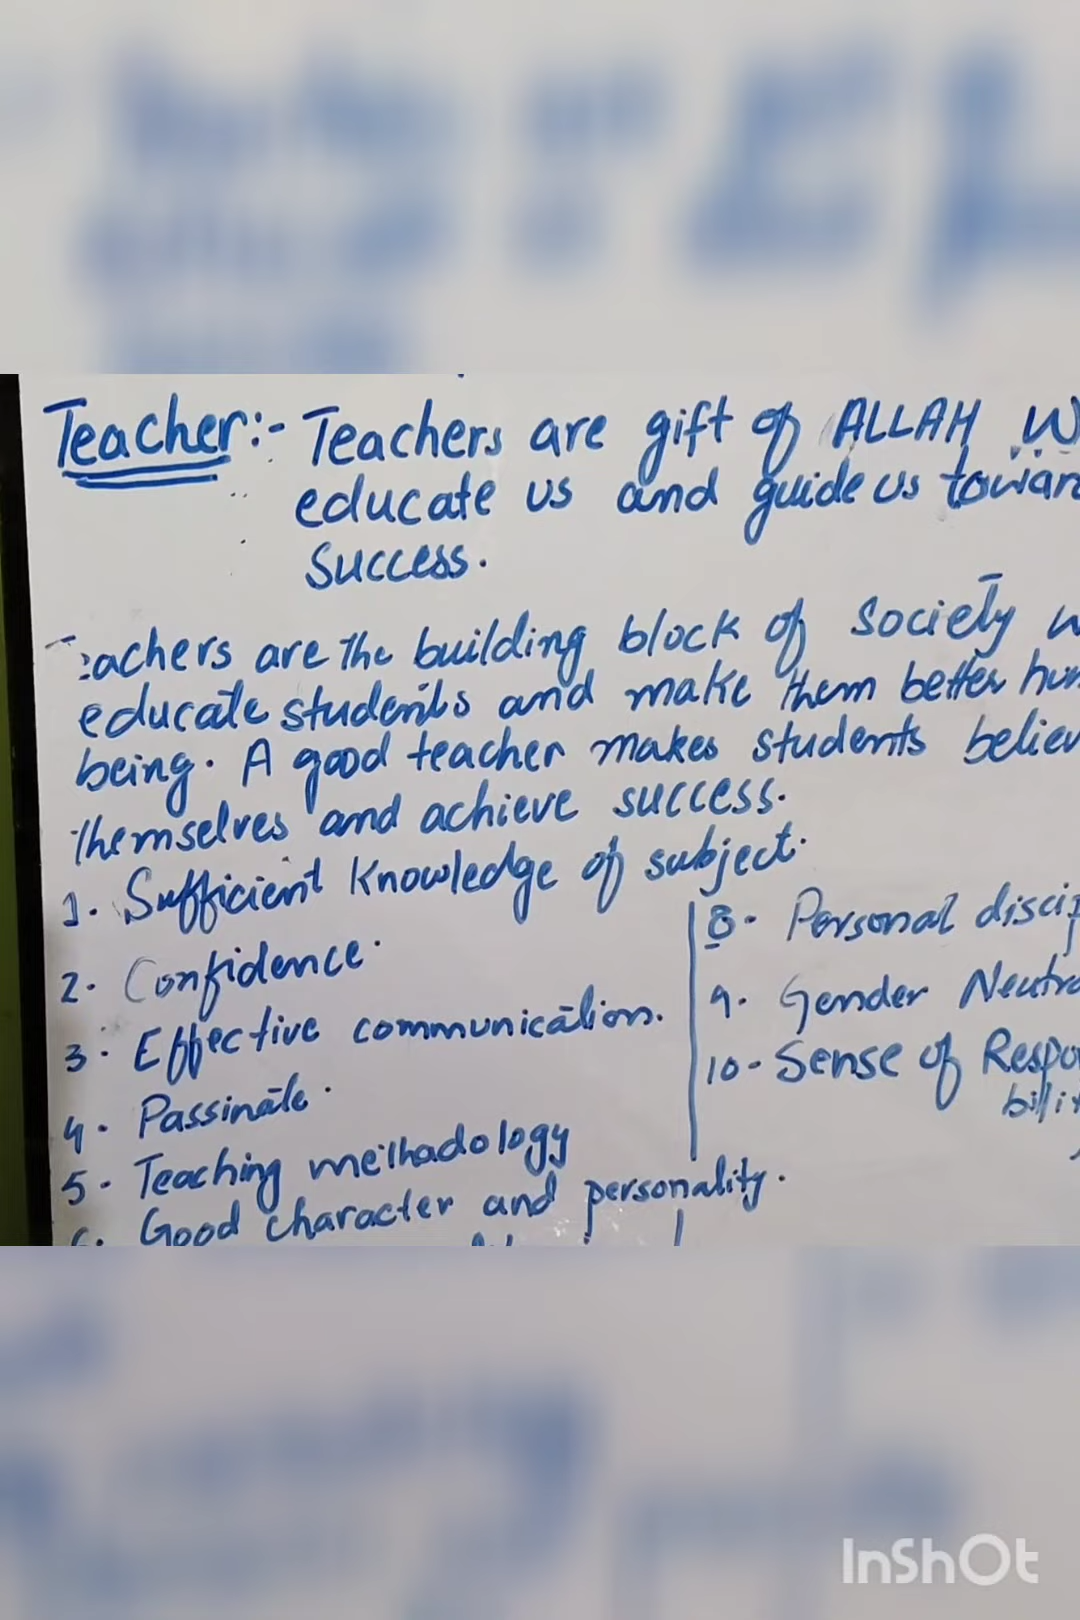 Teacher:- Teachers are gift of ALLAH
educate us and guide us
success.
Teachers are the building block of society
educate students and make them better
being. A good teacher makes students
themselves and achieve success.
1. Sufficient knowledge of subject.
2. Confidence.
3. Effective communication.
4. Passinate.
5- Teaching methadology
Good character and personality.
8- Personal
9. Gender
10- Sense of
InShOt